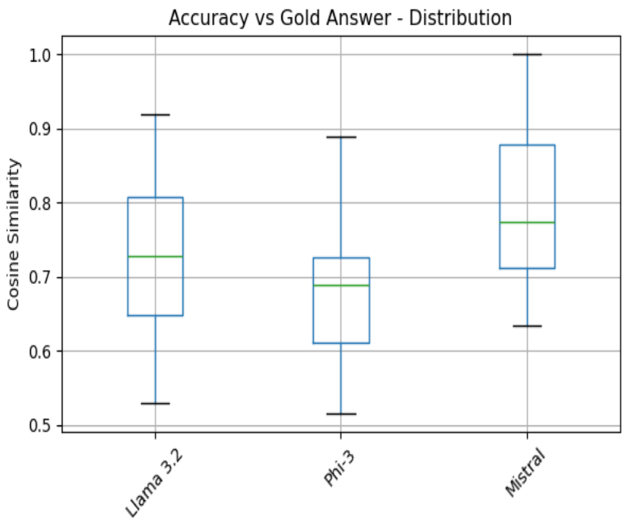 Accuracy vs Gold Answer - Distribution
1.0
0.9
0.8
0.7
0.6
0.5
Cosine Similarity
Llama 3.2
Phi-3
Mistral